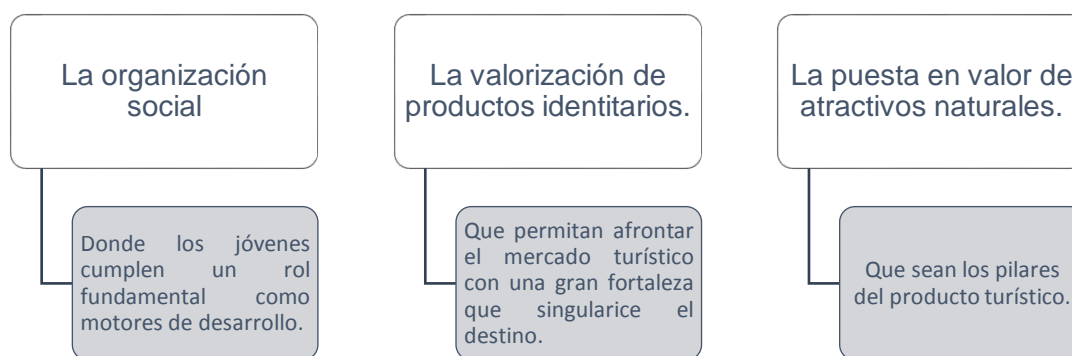 La organización
social
Donde los jóvenes
cumplen un rol
fundamental como
motores de desarrollo.
La valorización de
productos identitarios.
Que permitan afrontar
el mercado turístico
con una gran fortaleza
que singularice el
destino.
La puesta en valor de
atractivos naturales.
Que sean los pilares
del producto turístico.